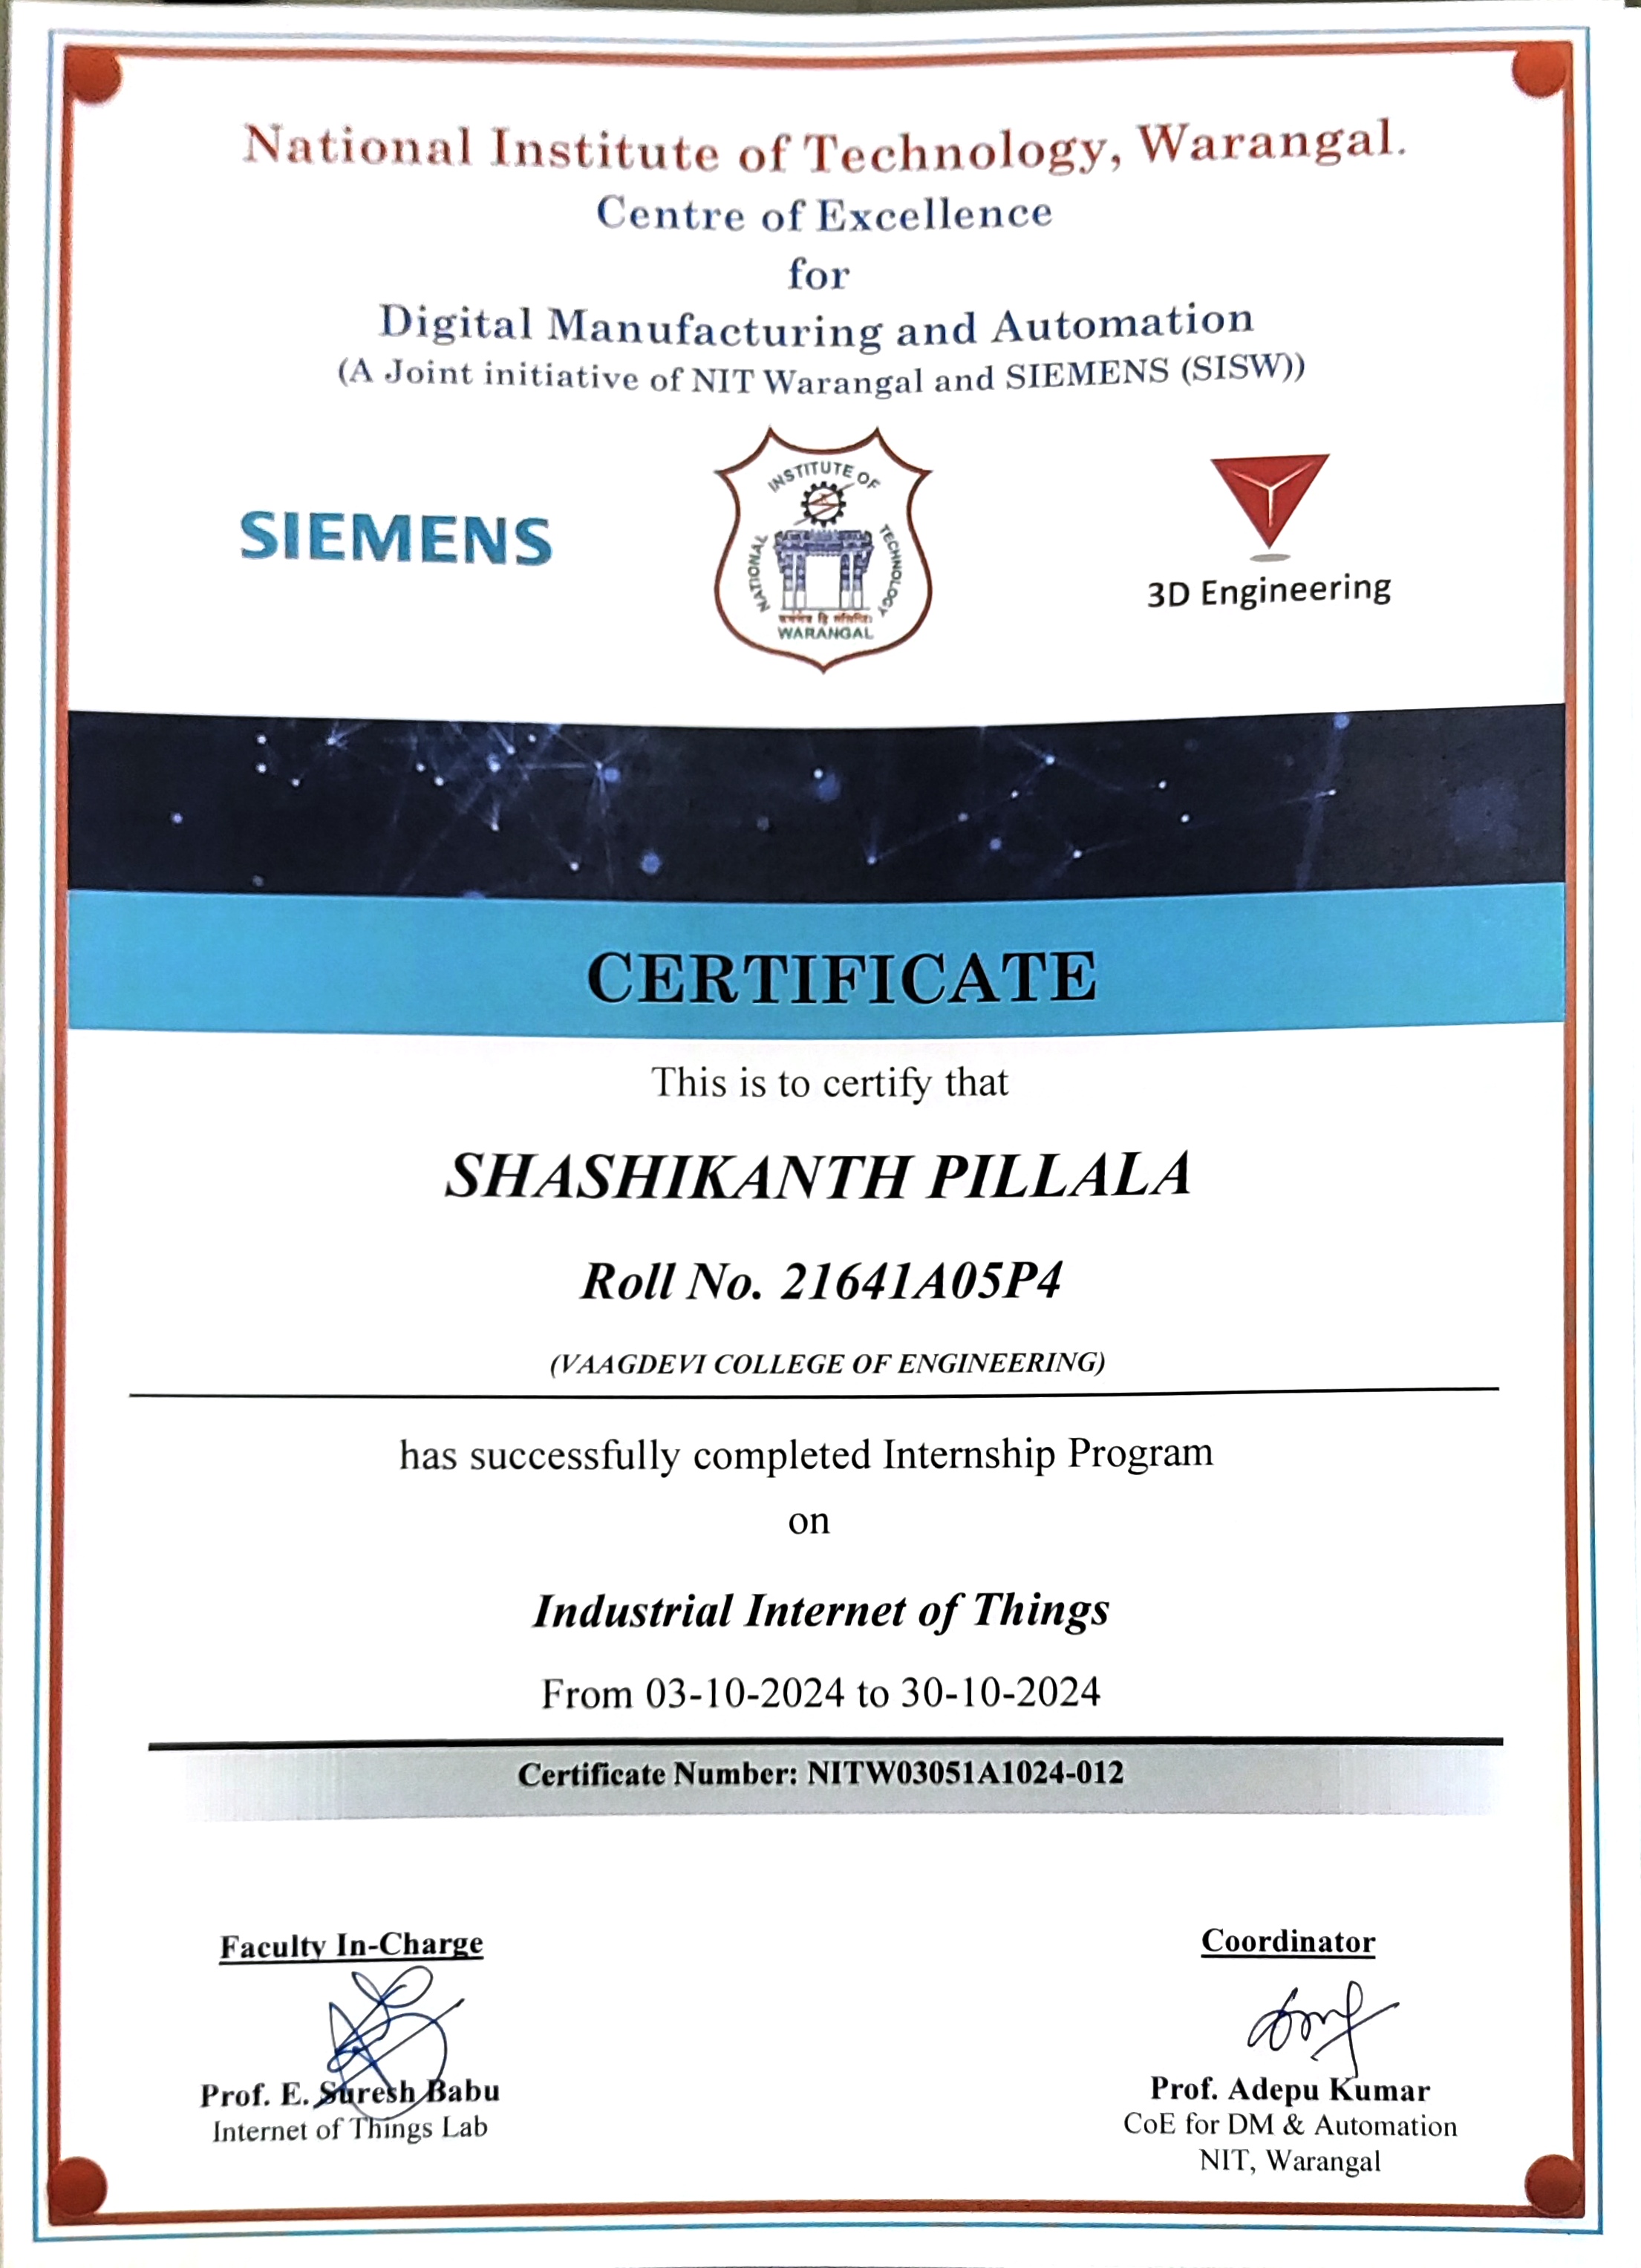 National Institute of Technology, Warangal.
Centre of Excellence
for
Digital Manufacturing and Automation
(A Joint initiative of NIT Warangal and SIEMENS (SISW))
SIEMENS
NATIONAL INSTITUTE OF TECHNOLOGY
WARANGAL
3D Engineering
CERTIFICATE
This is to certify that
SHASHIKANTH PILLALA
Roll No. 21641A05P4
(VAAGDEVI COLLEGE OF ENGINEERING)
has successfully completed Internship Program
on
Industrial Internet of Things
From 03-10-2024 to 30-10-2024
Certificate Number: NITW03051A1024-012
Faculty In-Charge
Prof. E. Suresh Babu
Internet of Things Lab
Coordinator
Prof. Adepu Kumar
CoE for DM & Automation
NIT, Warangal